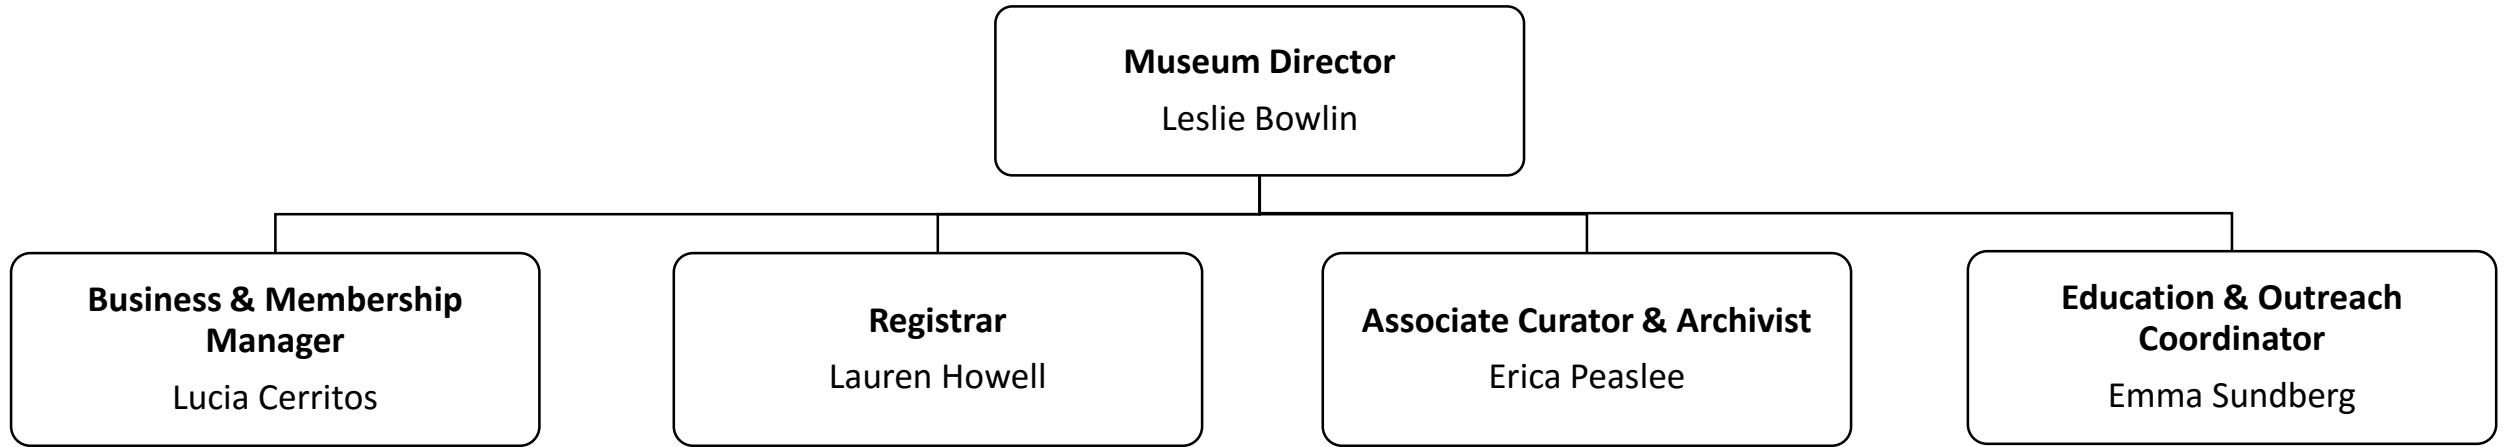 Museum Director
Leslie Bowlin
Business & Membership
Manager
Lucia Cerritos
Registrar
Lauren Howell
Associate Curator & Archivist
Erica Peaslee
Education & Outreach
Coordinator
Emma Sundberg